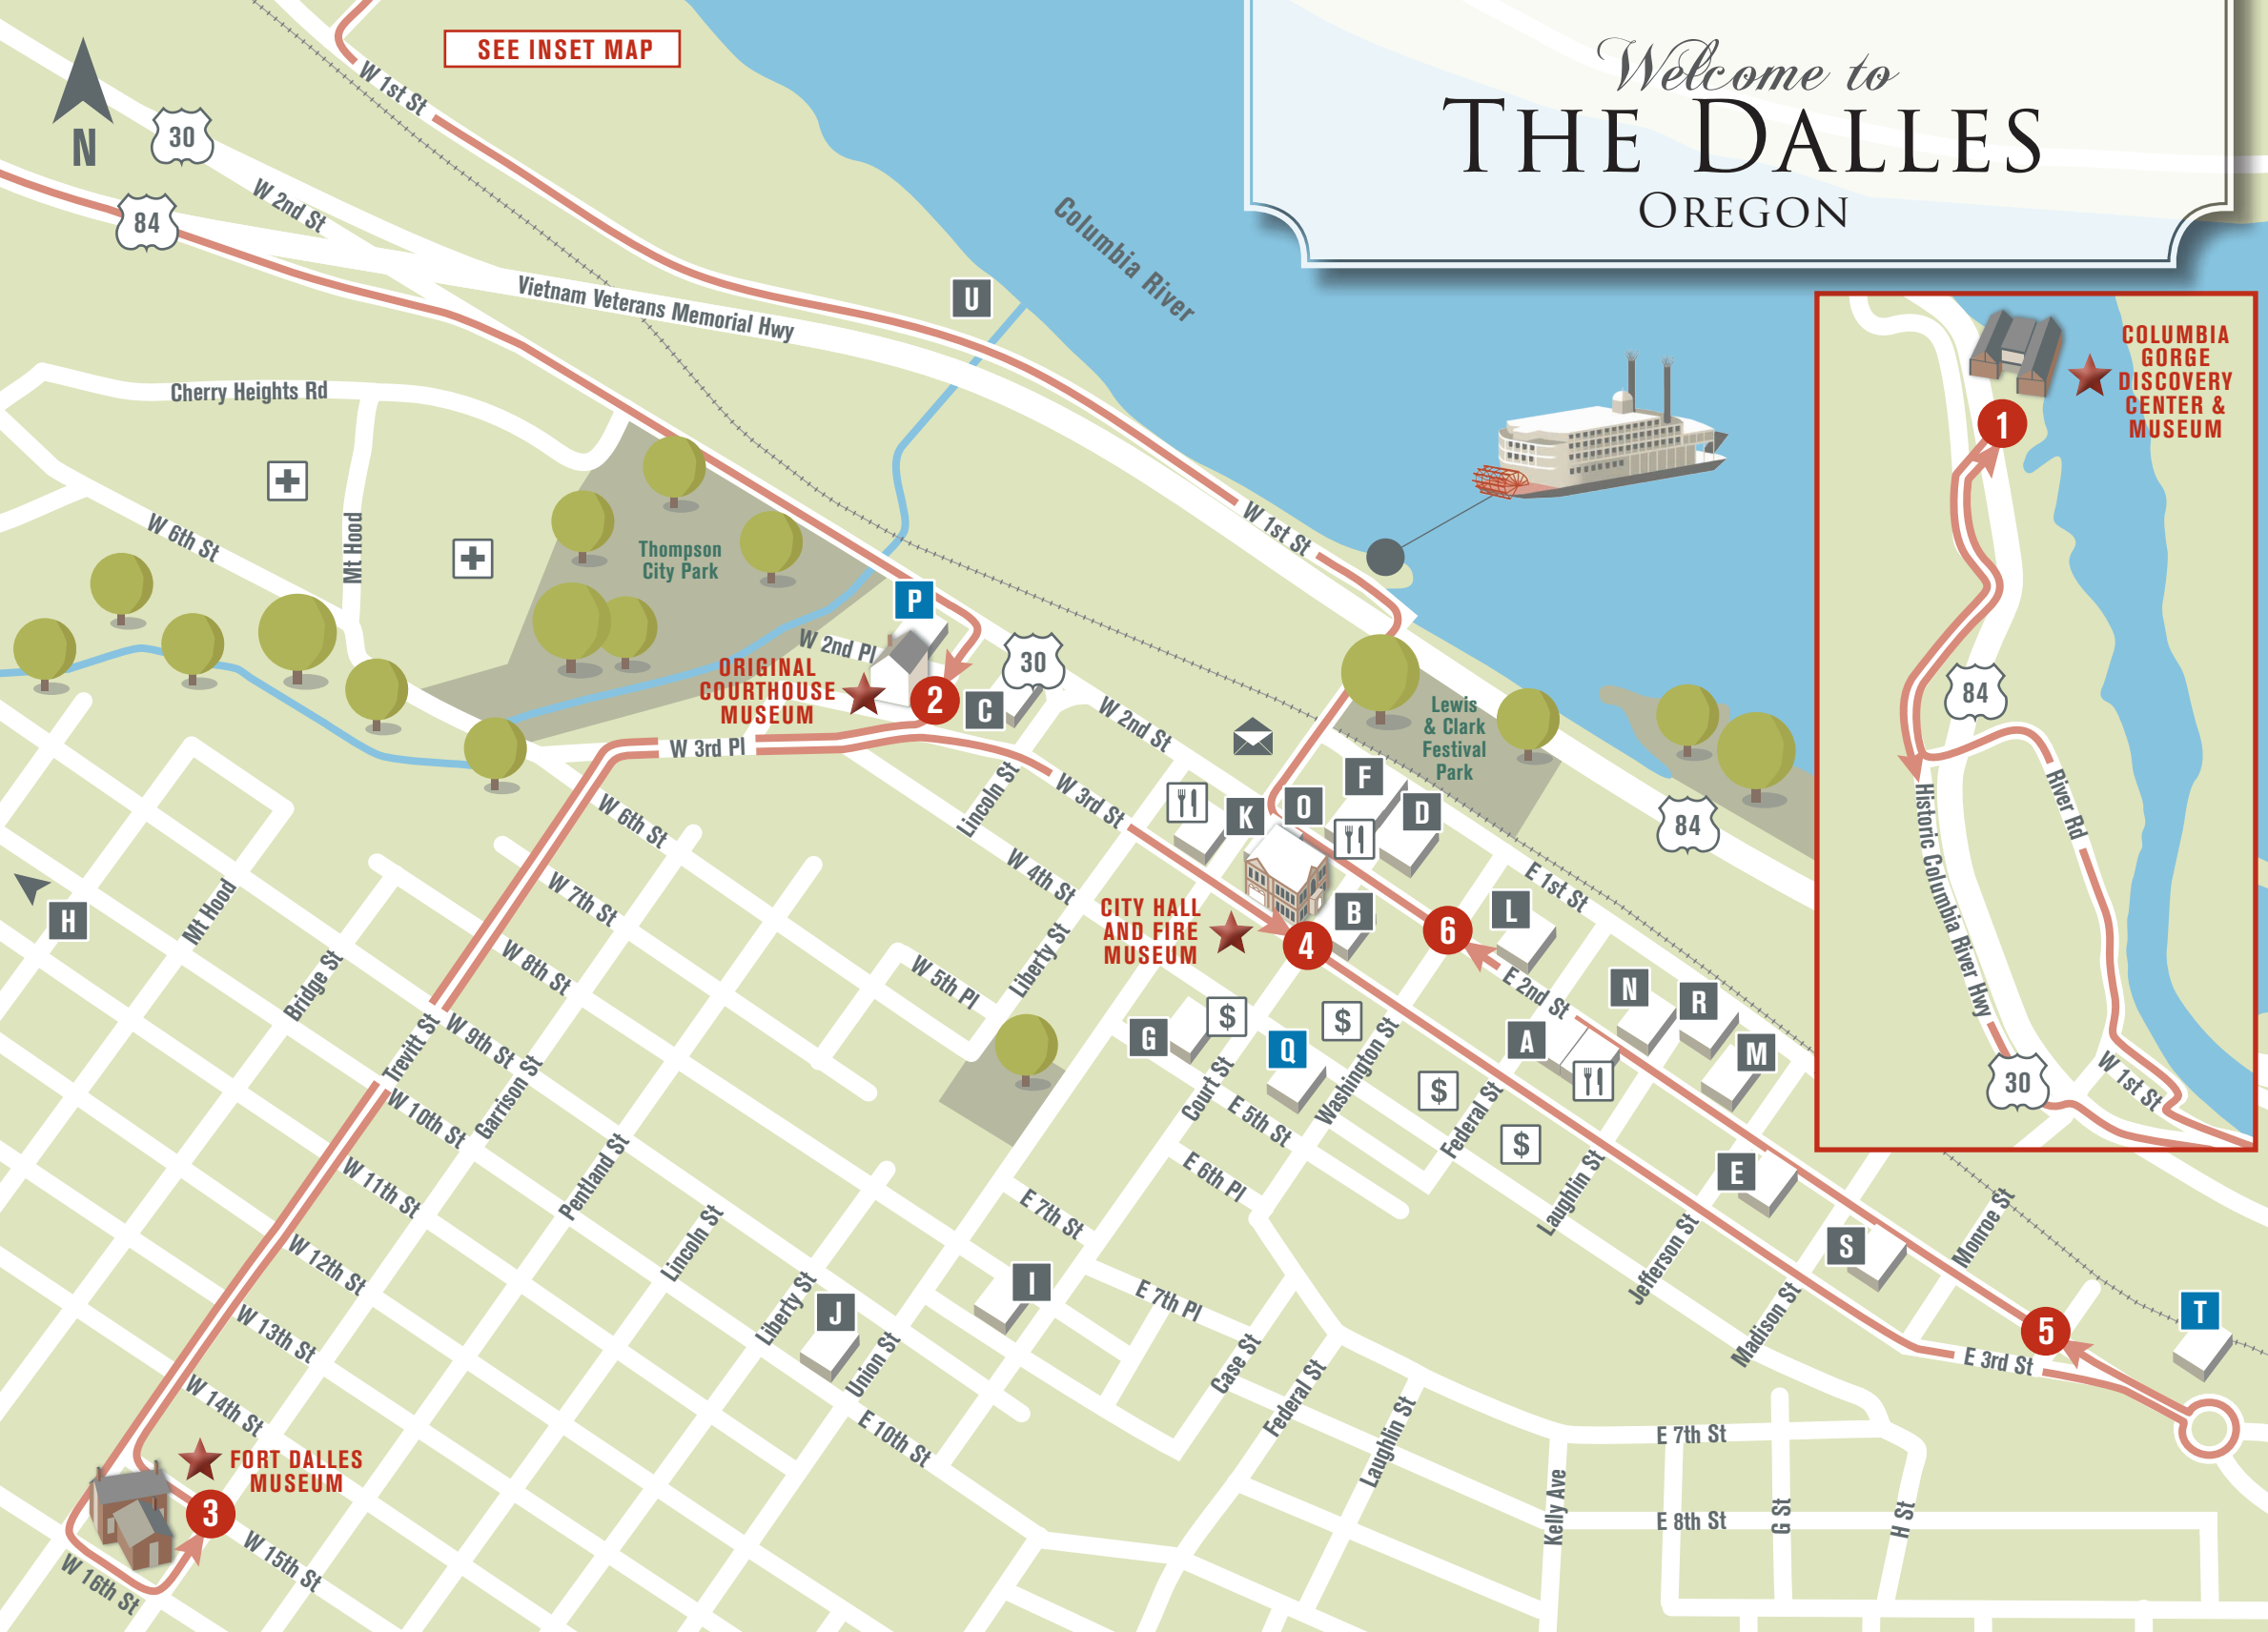 Welcome to
THE DALLES
OREGON
SEE INSET MAP
N
30
84
W 1st St
W 2nd St
Vietnam Veterans Memorial Hwy
Columbia River
U
Cherry Heights Rd
W 6th St
Mt Hood
Thompson
City Park
P
W 2nd Pl
ORIGINAL
COURTHOUSE
MUSEUM
2
C
30
W 3rd Pl
W 1st St
W 2nd St
Lewis
& Clark
Festival
Park
84
COLUMBIA
GORGE
DISCOVERY
CENTER &
MUSEUM
1
84
River Rd
Historic Columbia River Hwy
30
W 1st St
Lincoln St
W 3rd St
W 4th St
K
O
F
D
CITY HALL
AND FIRE
MUSEUM
4
B
6
L
E 1st St
E 2nd St
N
R
M
A
W 6th St
W 7th St
W 8th St
W 5th Pl
Liberty St
H
Mt Hood
Bridge St
Trevitt St
W 9th St
Garrison St
W 10th St
W 11th St
Pentland St
W 12th St
Lincoln St
W 13th St
W 14th St
G
$
$
Q
$
$
Court St
Washington St
E 5th St
Federal St
E 6th Pl
Laughlin St
E
Jefferson St
S
Monroe St
Madison St
5
T
E 3rd St
E 7th St
I
J
Liberty St
Union St
E 7th Pl
Case St
Federal St
E 10th St
Laughlin St
Kelly Ave
E 7th St
E 8th St
G St
H St
FORT DALLES
MUSEUM
3
W 15th St
W 16th St